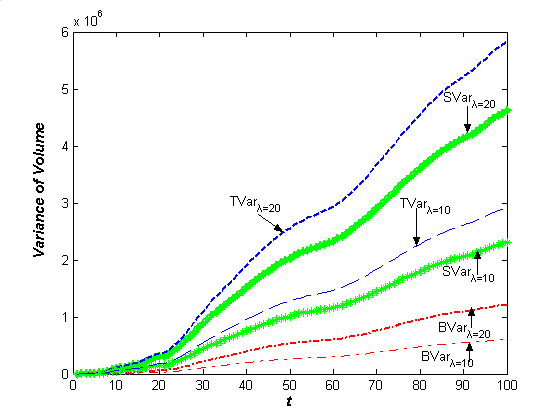 x 10^6
6
5
4
3
2
1
0
Variance of Volume
SVar_λ=20
TVar_λ=20
TVar_λ=10
SVar_λ=10
BVar_λ=20
BVar_λ=10
0 10 20 30 40 50 60 70 80 90 100
t